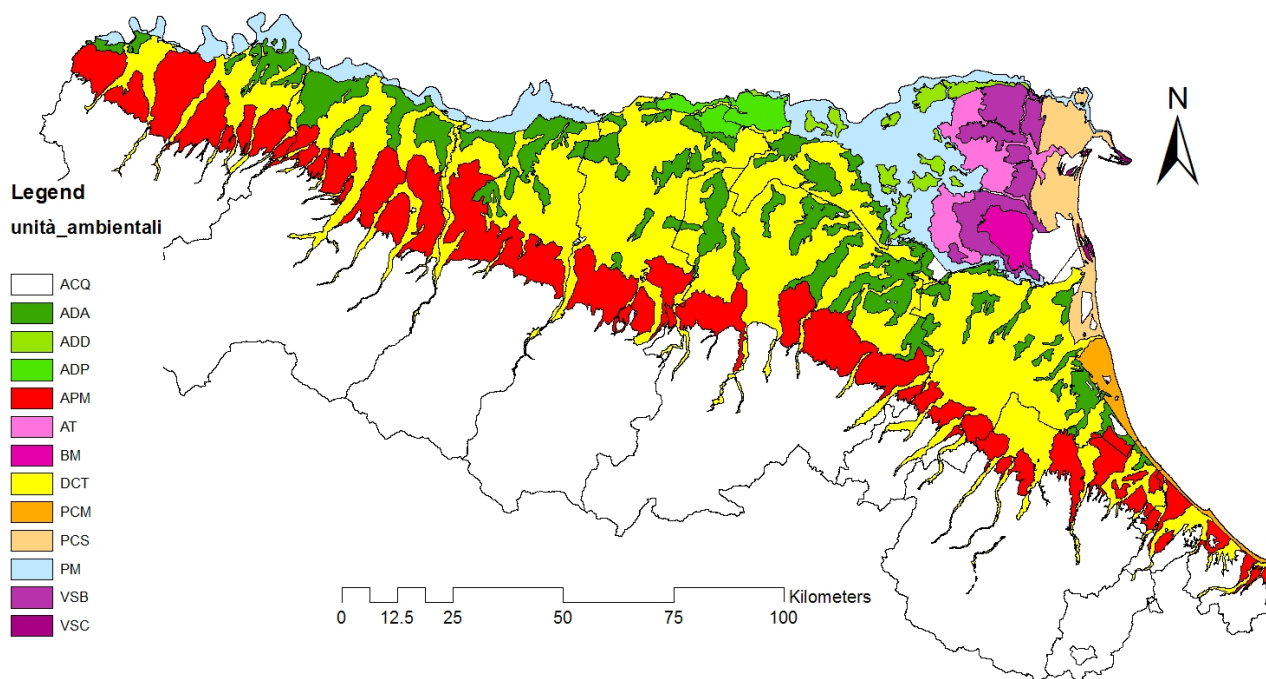 N
Legend
unità_ambientali
ACQ
ADA
ADD
ADP
APM
AT
BM
DCT
PCM
PCS
PM
VSB
VSC
Kilometers
0 12.5 25 50 75 100